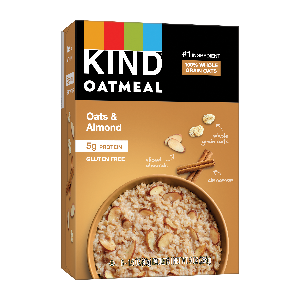 KIND
#1 INGREDIENT
100% WHOLE
GRAIN OATS
OATMEAL
Oats &
Almond
5g PROTEIN
GLUTEN FREE
whole
grain oats
sliced
almonds
cinnamon